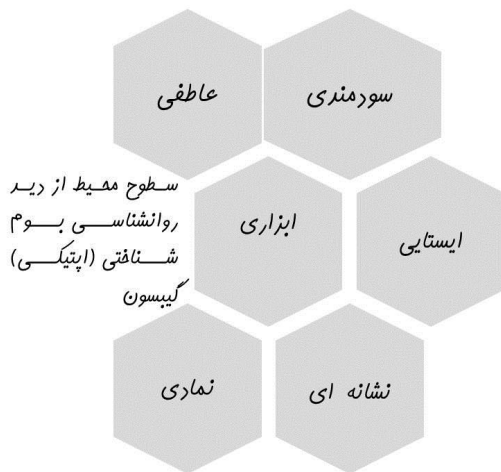 سودمندی
عاطفی
سطوح محیط از دید
روانشناسی بوم
شناختی (اپتیکی)
گیبسون
ایستایی
ابزاری
نشانه ای
نمادی